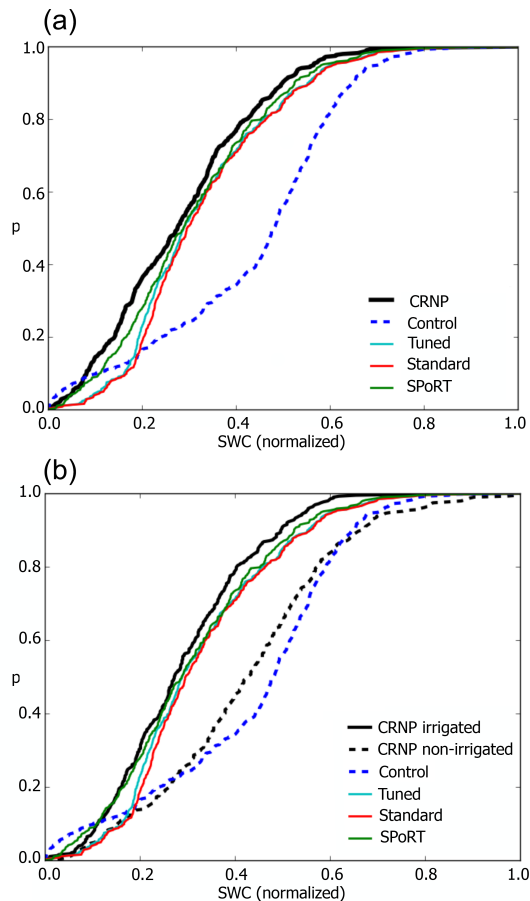 (a)
1.0
0.8
0.6
p
0.4
0.2
0.0
CRNP
Control
Tuned
Standard
SPoRT
0.0 0.2 0.4 0.6 0.8 1.0
SWC (normalized)
(b)
1.0
0.8
0.6
p
0.4
0.2
0.0
CRNP irrigated
CRNP non-irrigated
Control
Tuned
Standard
SPoRT
0.0 0.2 0.4 0.6 0.8 1.0
SWC (normalized)